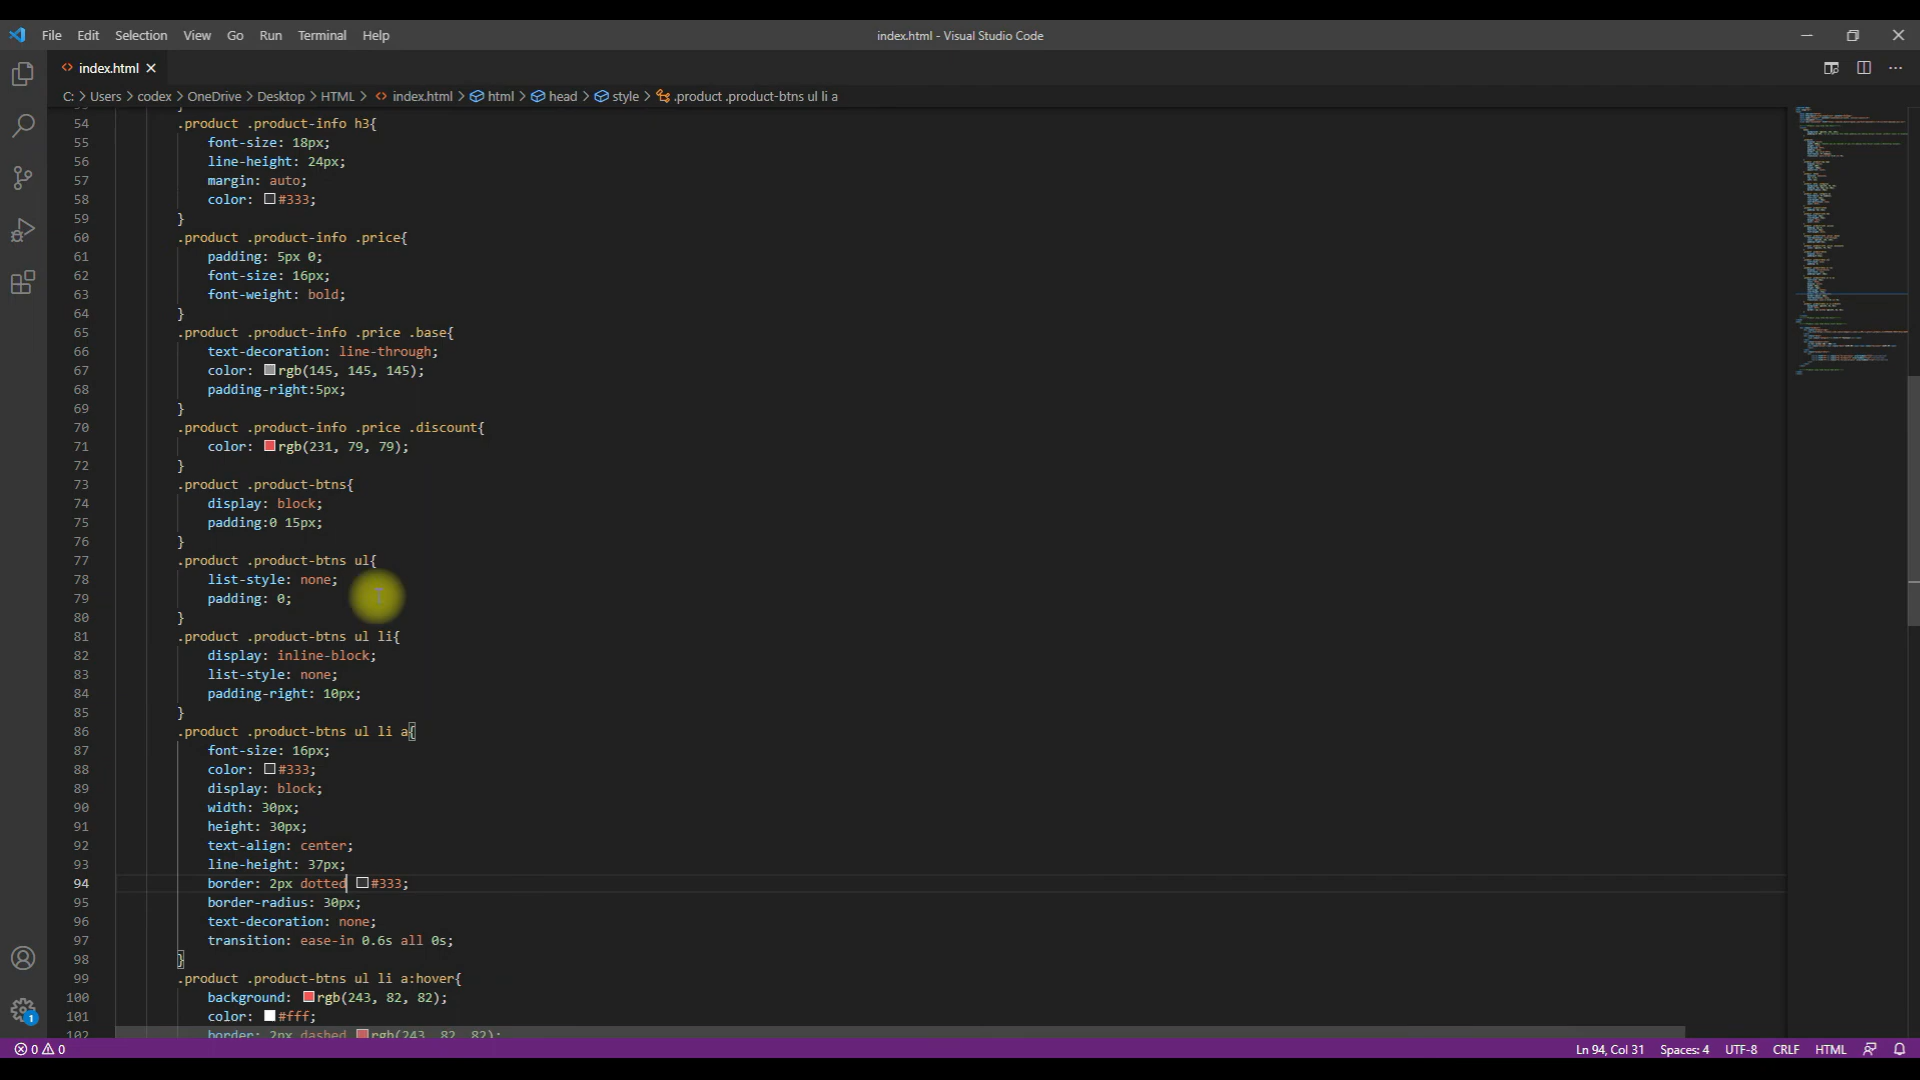 File Edit Selection View Go Run Terminal Help
index.html - Visual Studio Code
index.html
C: > Users > codex > OneDrive > Desktop > HTML > index.html > html > head > style > .product .product-btns ul li a
54 .product .product-info h3{
55 font-size: 18px;
56 line-height: 24px;
57 margin: auto;
58 color: #333;
59 }
60 .product .product-info .price{
61 padding: 5px 0;
62 font-size: 16px;
63 font-weight: bold;
64 }
65 .product .product-info .price .base{
66 text-decoration: line-through;
67 color: rgb(145, 145, 145);
68 padding-right:5px;
69 }
70 .product .product-info .price .discount{
71 color: rgb(231, 79, 79);
72 }
73 .product .product-btns{
74 display: block;
75 padding:0 15px;
76 }
77 .product .product-btns ul{
78 list-style: none;
79 padding: 0;
80 }
81 .product .product-btns ul li{
82 display: inline-block;
83 list-style: none;
84 padding-right: 10px;
85 }
86 .product .product-btns ul li a{
87 font-size: 16px;
88 color: #333;
89 display: block;
90 width: 30px;
91 height: 30px;
92 text-align: center;
93 line-height: 37px;
94 border: 2px dotted #333;
95 border-radius: 30px;
96 text-decoration: none;
97 transition: ease-in 0.6s all 0s;
98 }
99 .product .product-btns ul li a:hover{
100 background: rgb(243, 82, 82);
101 color: #fff;
102 border: 2px dashed rgb(243, 82, 82);
1
0 0
Ln 94, Col 31 Spaces: 4 UTF-8 CRLF HTML